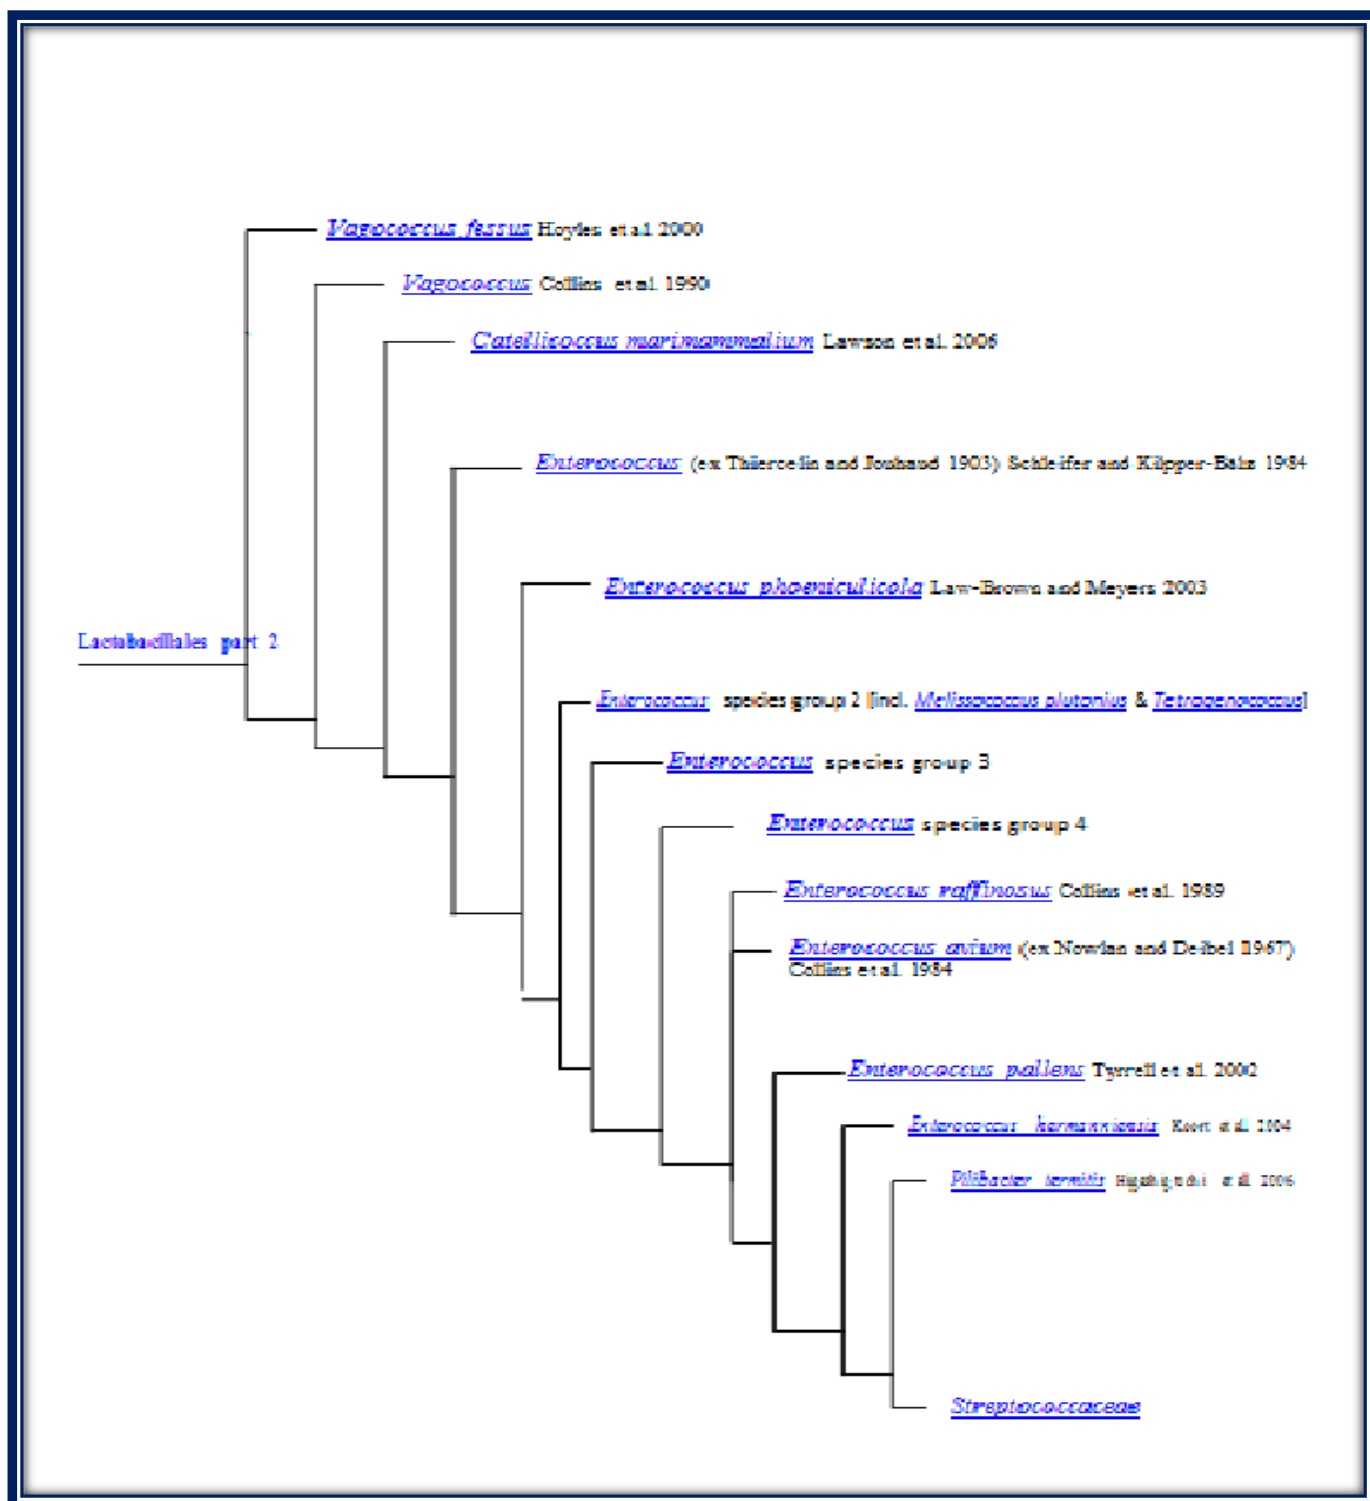 Vagococcus fessus Hoyles et al. 2000
Vagococcus Collins et al. 1990
Catellicoccus marimammalium Lawson et al. 2006
Enterococcus (ex Thiercelin and Jouhaud 1903) Schleifer and Kilpper-Balz 1984
Enterococcus phoeniculicola Law-Brown and Meyers 2003
Lactobacillales part 2
Enterococcus species group 2 [incl. Melissococcus plutonius & Tetragenococcus]
Enterococcus species group 3
Enterococcus species group 4
Enterococcus raffinosus Collins et al. 1989
Enterococcus avium (ex Nowlan and Deibel 1967)
Collins et al. 1984
Enterococcus pallens Tyrrell et al. 2002
Enterococcus hermanniensis Koort et al. 2004
Pilibacter termitis Higashiguchi et al. 2006
Streptococcaceae